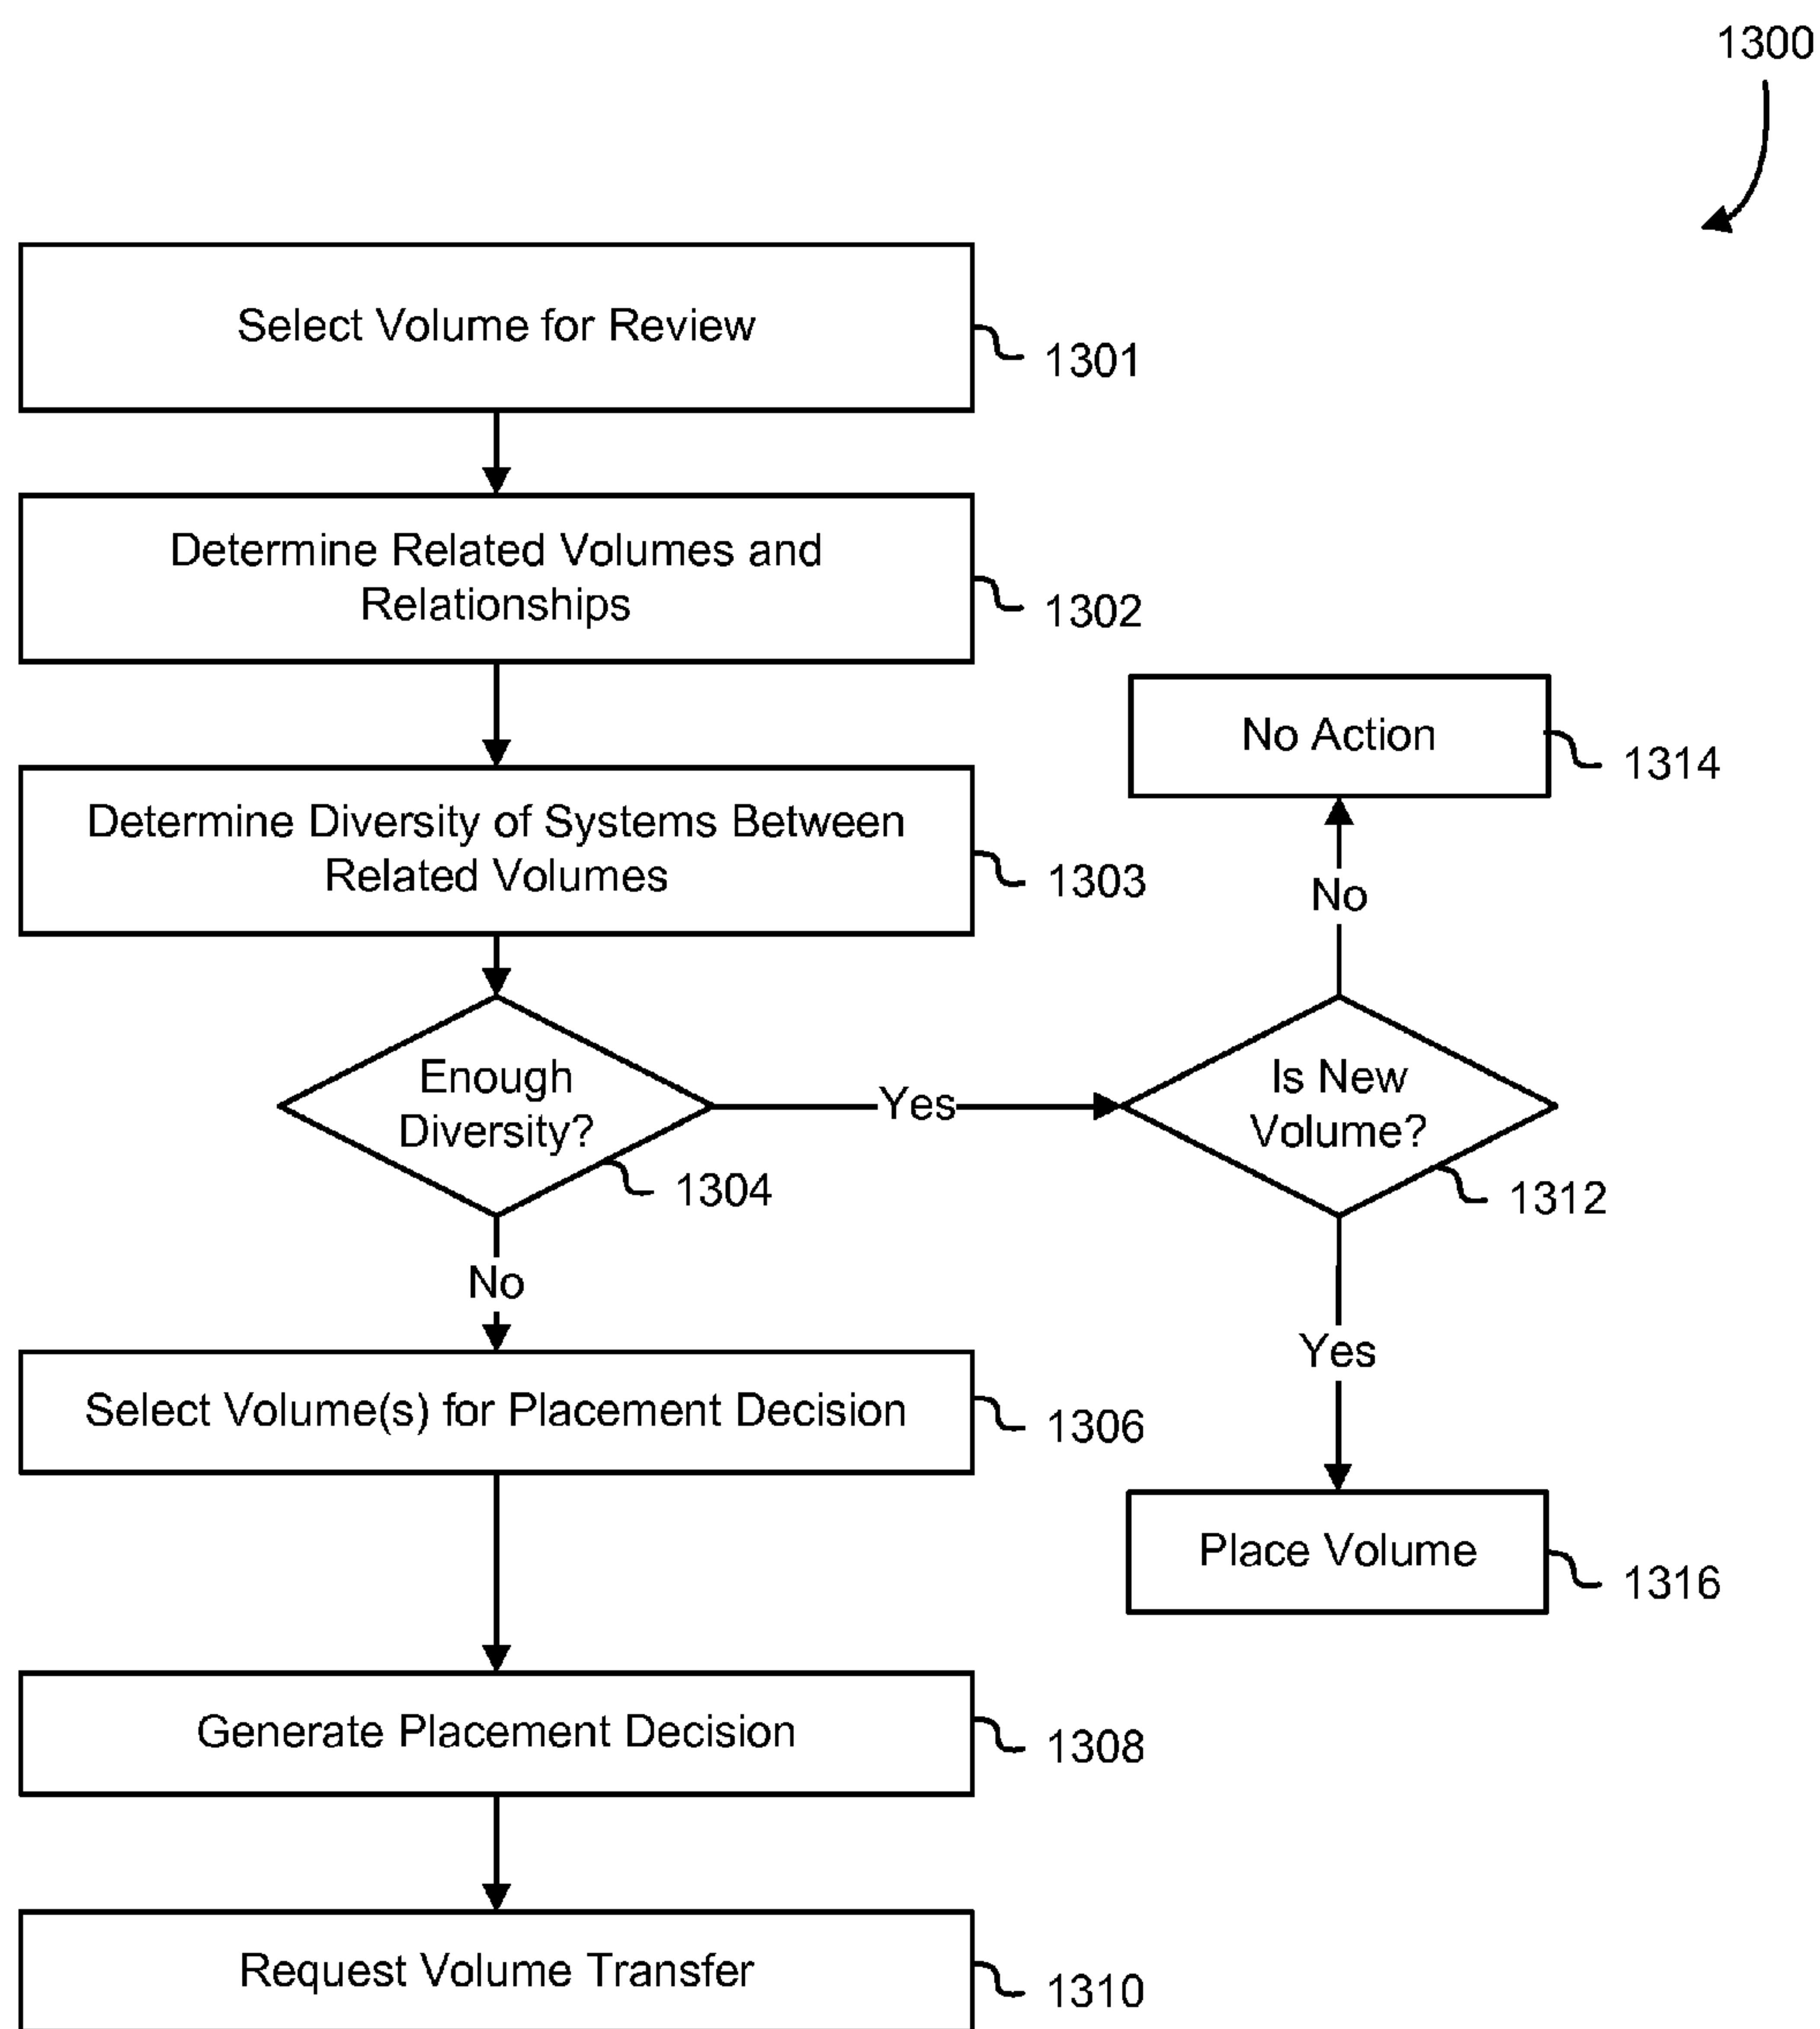 1300
Select Volume for Review
1301
Determine Related Volumes and
Relationships
1302
Determine Diversity of Systems Between
Related Volumes
1303
No Action
1314
No
Enough
Diversity?
1304
Yes
Is New
Volume?
1312
No
Yes
Select Volume(s) for Placement Decision
1306
Place Volume
1316
Generate Placement Decision
1308
Request Volume Transfer
1310